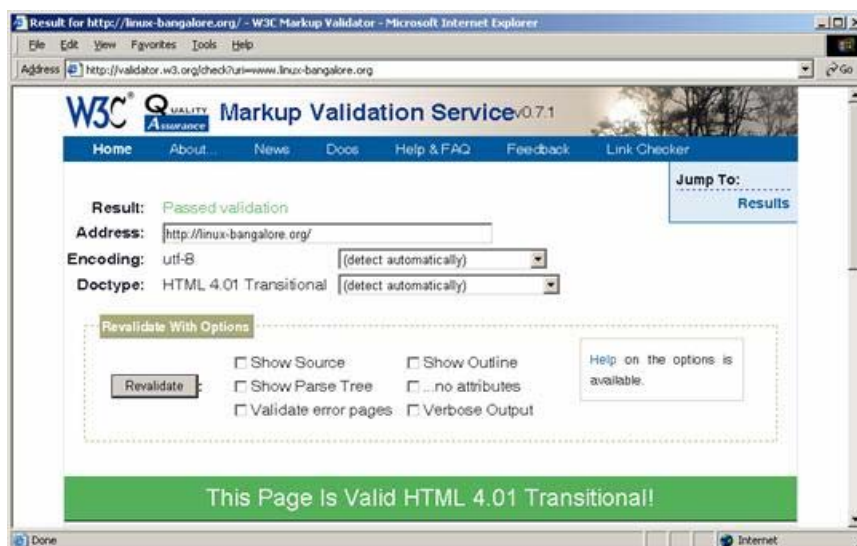 Result for http://linux-bangalore.org/ - W3C Markup Validator - Microsoft Internet Explorer
File Edit View Favorites Tools Help
Address http://validator.w3.org/check?uri=www.linux-bangalore.org Go
W3C® QUALITY Assurance Markup Validation Service v0.7.1
Home About... News Docs Help & FAQ Feedback Link Checker
Jump To:
Results
Result: Passed validation
Address: http://linux-bangalore.org/
Encoding: utf-8 (detect automatically)
Doctype: HTML 4.01 Transitional (detect automatically)
Revalidate With Options
Show Source Show Outline
Revalidate : Show Parse Tree ...no attributes
Validate error pages Verbose Output
Help on the options is
available.
This Page Is Valid HTML 4.01 Transitional!
Done Internet